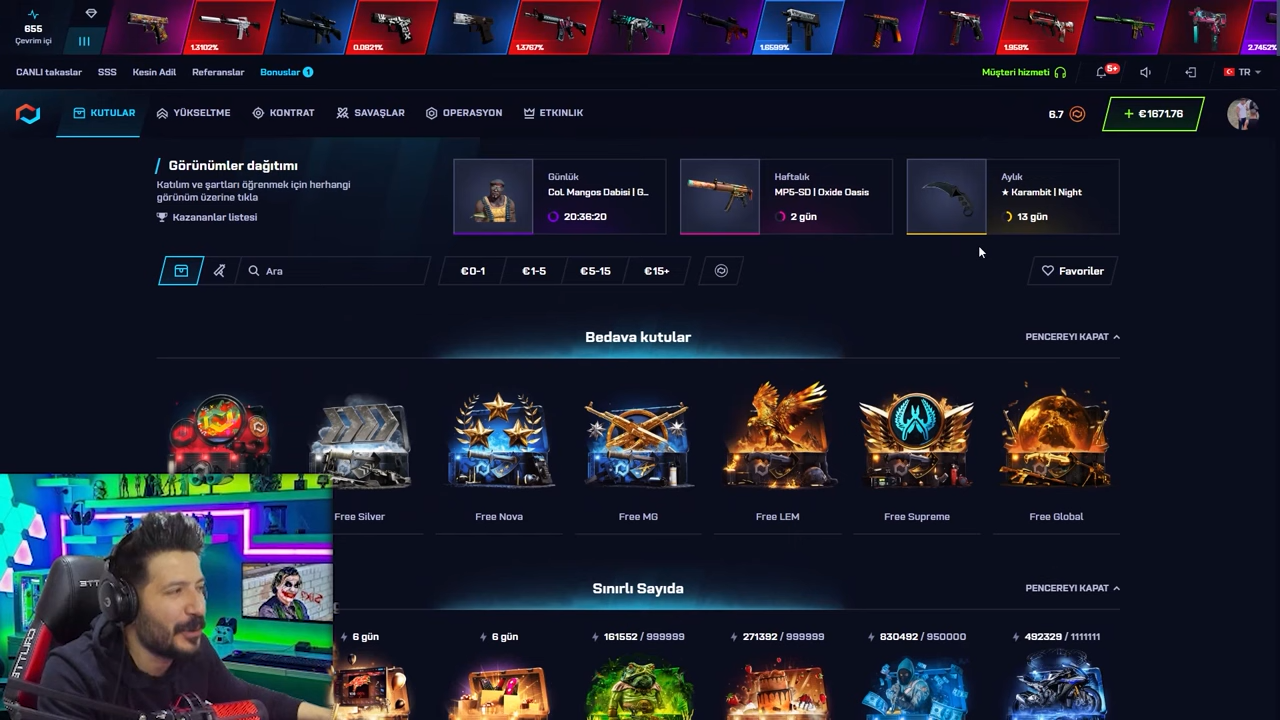 655
Çevrim içi
1.3102%
0.0821%
1.3767%
1.6599%
1.958%
2.7452%
CANLI takaslar
SSS
Kesin Adil
Referanslar
Bonuslar 1
Müşteri hizmeti
5+
TR
KUTULAR
YÜKSELTME
KONTRAT
SAVAŞLAR
OPERASYON
ETKINLIK
6.7
+ €1671.76
Görünümler dağıtımı
Katılım ve şartları öğrenmek için herhangi
görünüm üzerine tıkla
Kazananlar listesi
Günlük
Col. Mangos Dabisi | G...
20:36:20
Haftalık
MP5-SD | Oxide Oasis
2 gün
Aylık
★ Karambit | Night
13 gün
Ara
€0-1
€1-5
€5-15
€15+
Favoriler
Bedava kutular
PENCEREYI KAPAT
Free Silver
Free Nova
Free MG
Free LEM
Free Supreme
Free Global
Sınırlı Sayıda
PENCEREYI KAPAT
6 gün
6 gün
161552 / 999999
271392 / 999999
830492 / 950000
492329 / 1111111